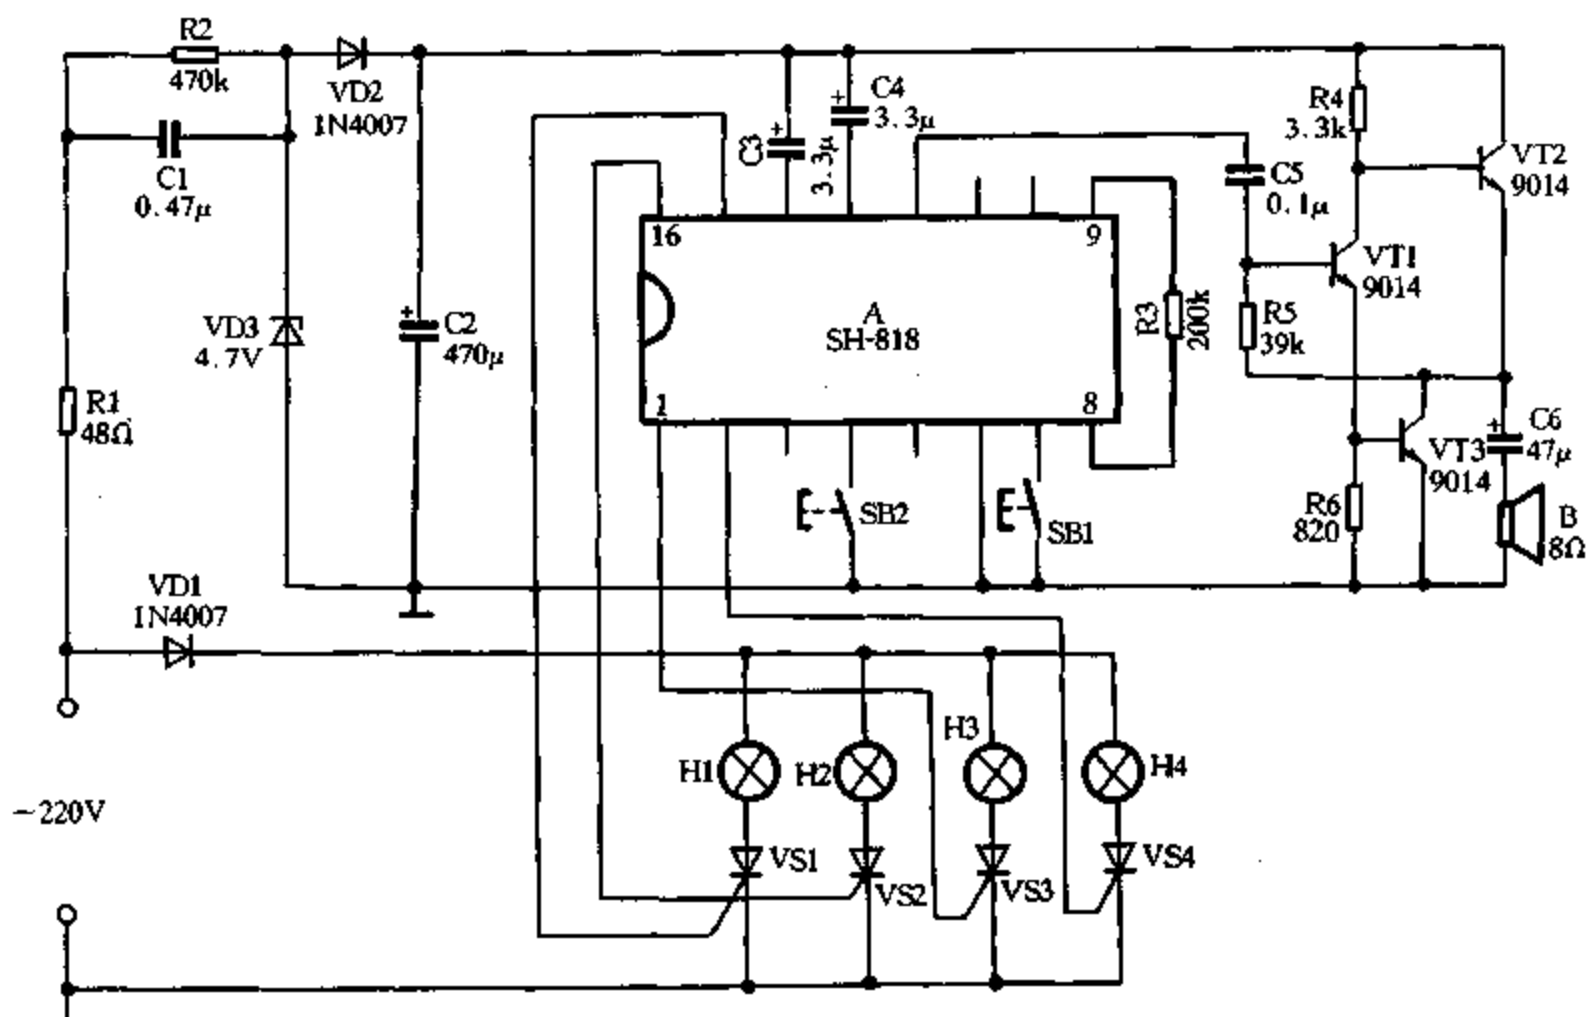 R2
470k
VD2
1N4007
C1
0.47μ
VD3
4.7V
C2
470μ
R1
48Ω
VD1
1N4007
~220V
C3
3.3μ
C4
3.3μ
16
9
A
SH-818
1
8
R3
200k
SB2
SB1
C5
0.1μ
R4
3.3k
VT2
9014
VT1
9014
R5
39k
VT3
9014
C6
47μ
R6
820
B
8Ω
H1
H2
H3
H4
VS1
VS2
VS3
VS4